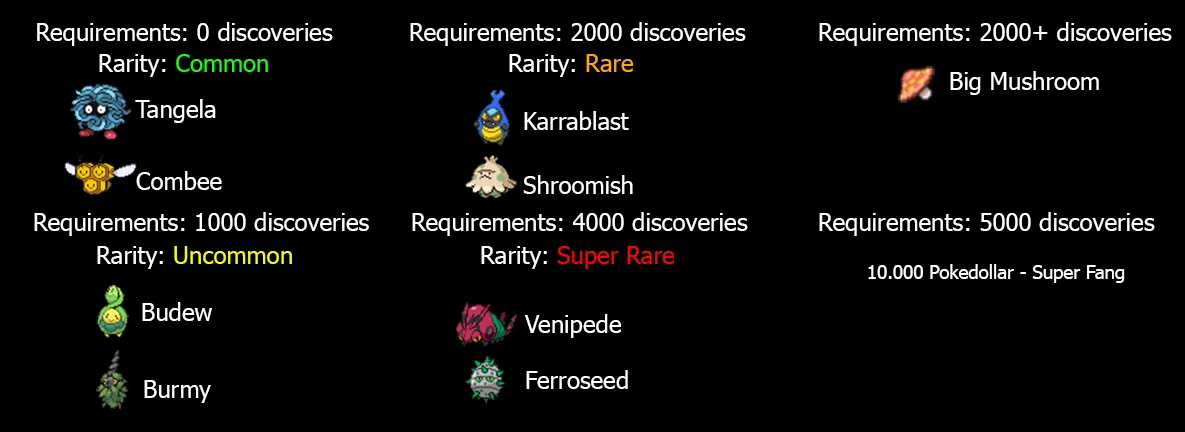 Requirements: 0 discoveries
Rarity: Common
Tangela
Combee
Requirements: 1000 discoveries
Rarity: Uncommon
Budew
Burmy
Requirements: 2000 discoveries
Rarity: Rare
Karrablast
Shroomish
Requirements: 4000 discoveries
Rarity: Super Rare
Venipede
Ferroseed
Requirements: 2000+ discoveries
Big Mushroom
Requirements: 5000 discoveries
10.000 Pokedollar - Super Fang